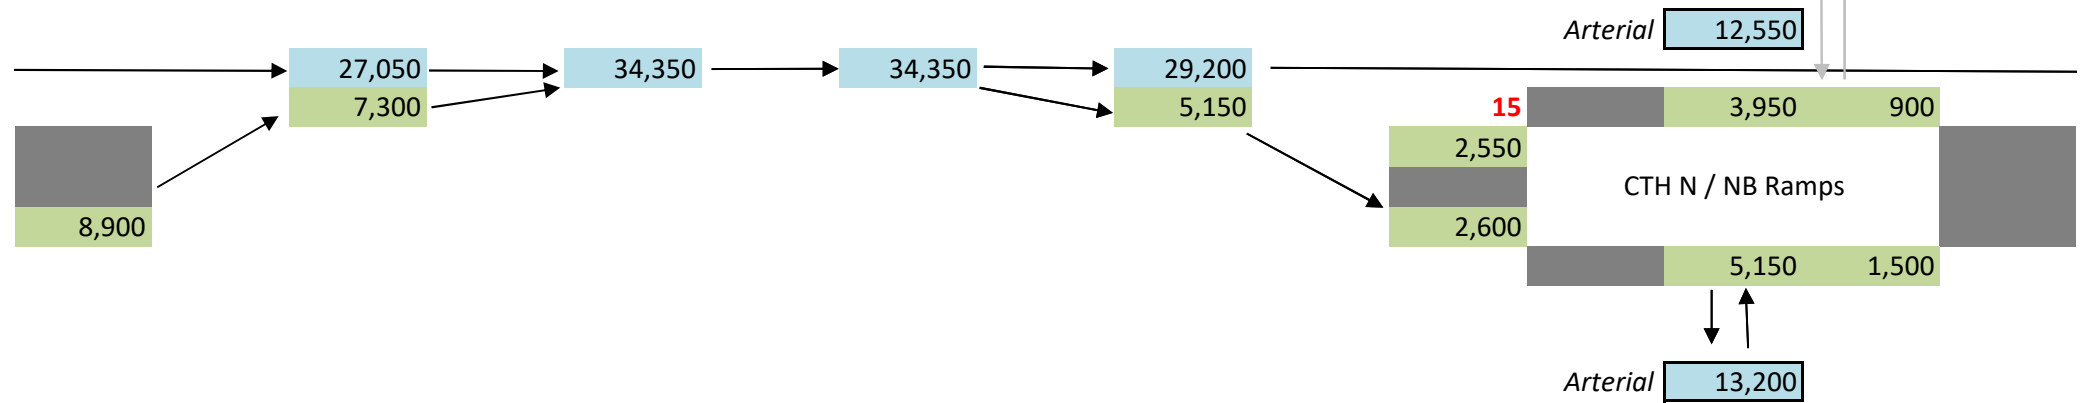 Arterial 12,550
27,050 34,350 34,350 29,200
7,300 5,150 15 3,950 900
2,550
CTH N / NB Ramps
8,900 2,600
5,150 1,500
Arterial 13,200